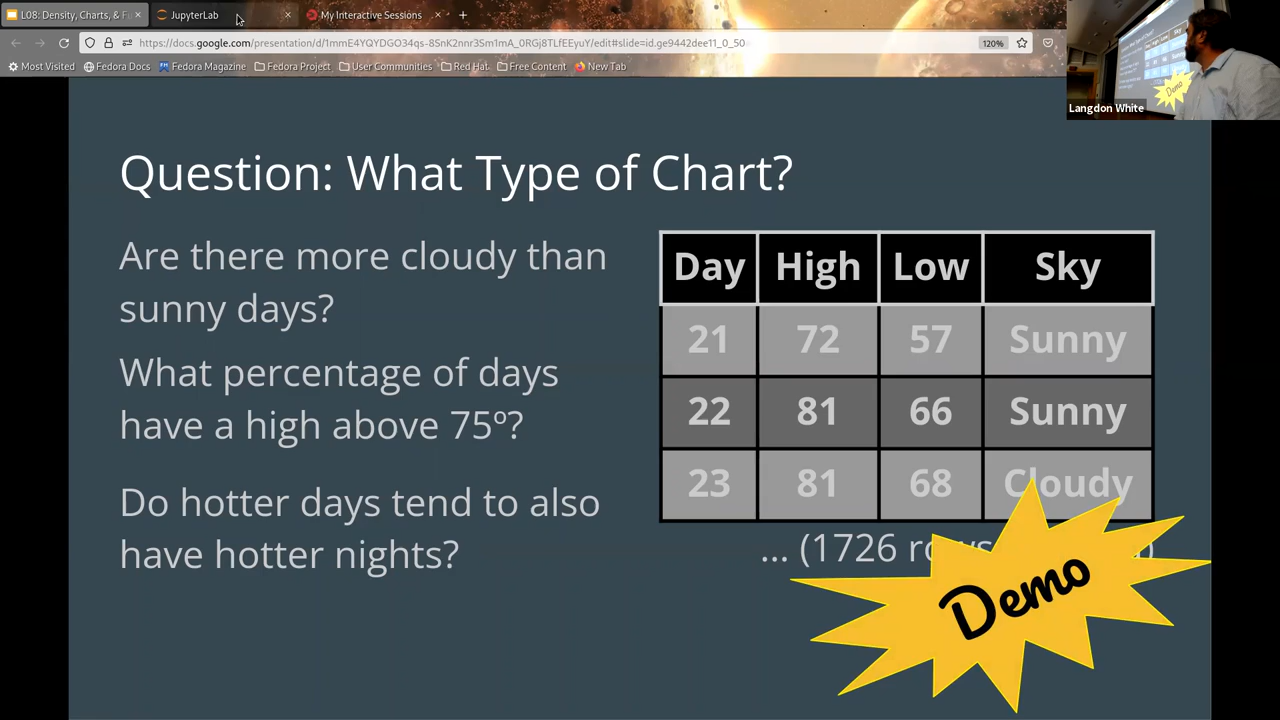 L08: Density, Charts, & F
JupyterLab
My Interactive Sessions
https://docs.google.com/presentation/d/1mmE4YQYDGO34qs-8SnK2nnr3Sm1mA_0RGj8TLfEEyuY/edit#slide=id.ge9442dee11_0_50
120%
Most Visited
Fedora Docs
Fedora Magazine
Fedora Project
User Communities
Red Hat
Free Content
New Tab
Langdon White
Question: What Type of Chart?
Are there more cloudy than
sunny days?
What percentage of days
have a high above 75º?
Do hotter days tend to also
have hotter nights?
Day High Low Sky
21 72 57 Sunny
22 81 66 Sunny
23 81 68 Cloudy
... (1726 rows
Demo